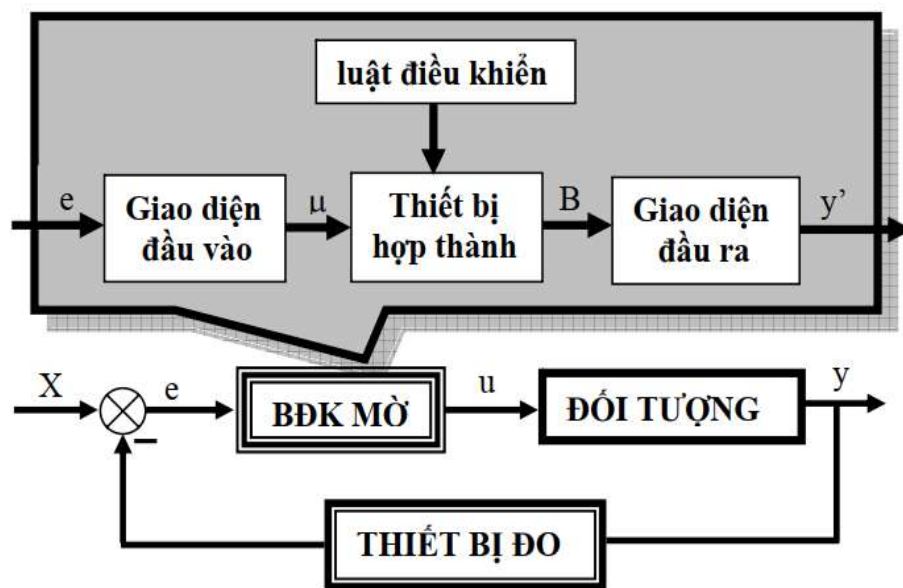 luật điều khiển
e
Giao diện
đầu vào
μ
Thiết bị
hợp thành
B
Giao diện
đầu ra
y’
X
e
BĐK MỜ
u
ĐỐI TƯỢNG
y
−
THIẾT BỊ ĐO